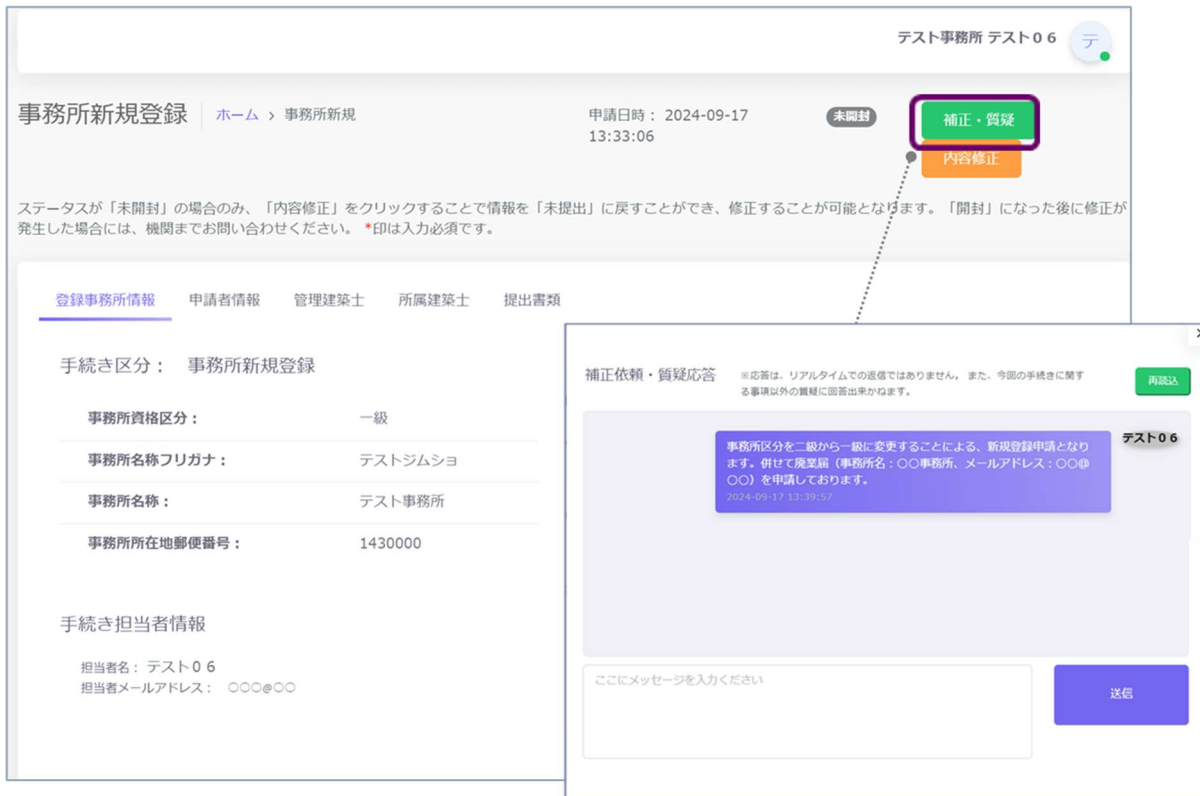 テスト事務所 テスト０６
テ
事務所新規登録
ホーム > 事務所新規
申請日時： 2024-09-17
13:33:06
未開封
補正・質疑
内容修正
ステータスが「未開封」の場合のみ、「内容修正」をクリックすることで情報を「未提出」に戻すことができ、修正することが可能となります。「開封」になった後に修正が
発生した場合には、機関までお問い合わせください。 *印は入力必須です。
登録事務所情報 申請者情報 管理建築士 所属建築士 提出書類
手続き区分： 事務所新規登録
事務所資格区分： 一級
事務所名称フリガナ： テストジムショ
事務所名称： テスト事務所
事務所所在地郵便番号： 1430000
手続き担当者情報
担当者名： テスト０６
担当者メールアドレス： 〇〇〇@〇〇
補正依頼・質疑応答
※応答は、リアルタイムでの返信ではありません。 また、今回の手続きに関す
る事項以外の質疑に回答出来かねます。
再読込
テスト０６
事務所区分を二級から一級に変更することによる、新規登録申請となり
ます。併せて廃業届（事務所名：〇〇事務所、メールアドレス：〇〇@
〇〇）を申請しております。
2024-09-17 13:39:57
ここにメッセージを入力ください
送信